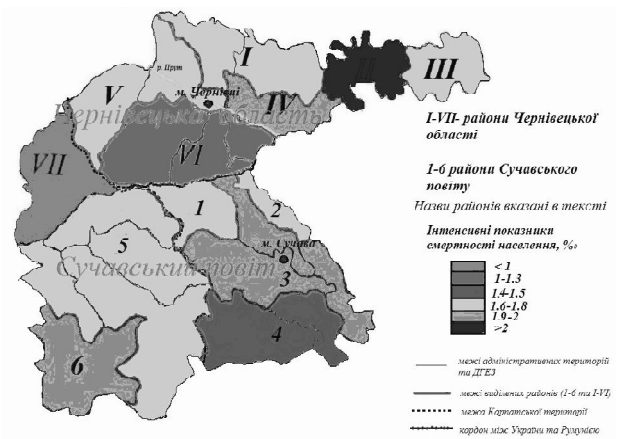 I
II
III
р. Прут
V
м. Чернівці
IV
Чернівецька область
VII
VI
1
2
5
м. Сучава
Сучавський повіт
3
4
6
I-VII- райони Чернівецької
області
1-6 райони Сучавського
повіту
Назви районів вказані в тексті
Інтенсивні показники
смертності населення, ‰
< 1
1-1.3
1.4-1.5
1.6-1.8
1.9-2
>2
межі адміністративних територій
та ДГЕЗ
межі виділених районів (1-6 та I-VI)
межа Карпатської території
кордон між України та Румунією